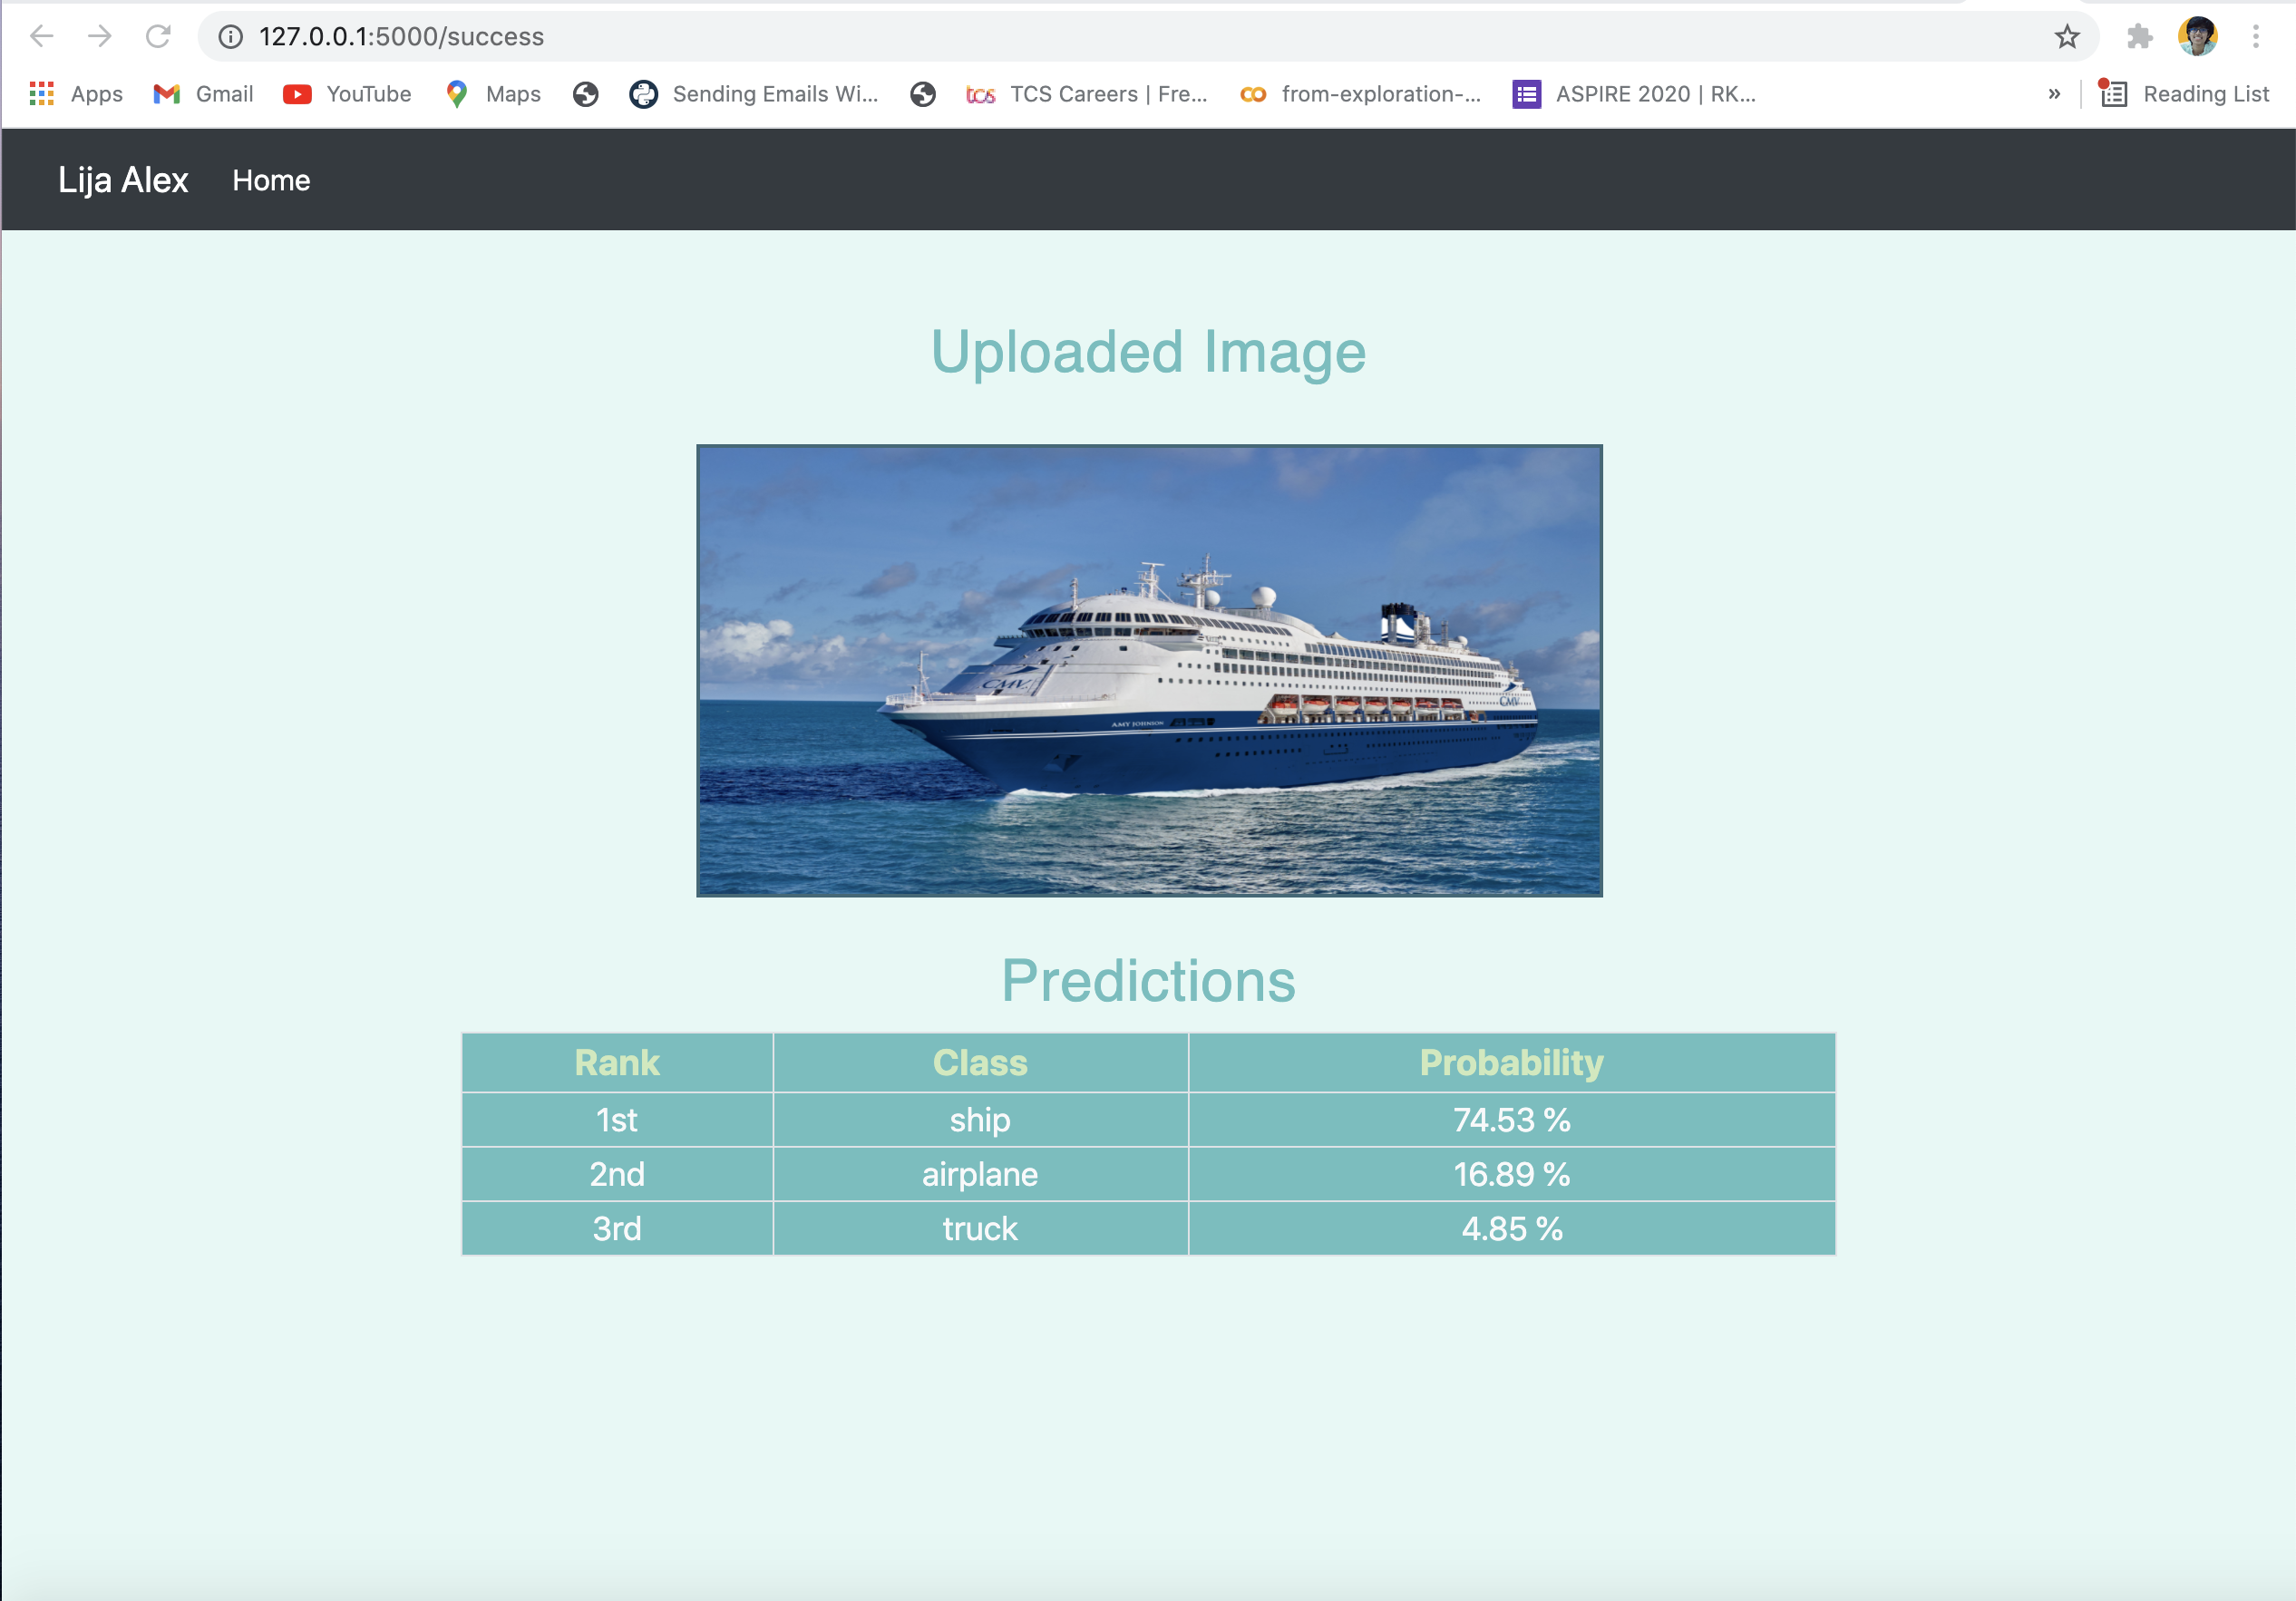 127.0.0.1:5000/success
Apps Gmail YouTube Maps Sending Emails Wi... tcs TCS Careers | Fre... from-exploration-... ASPIRE 2020 | RK... » Reading List
Lija Alex Home
Uploaded Image
CMV
CMV
AMY JOHNSON
Predictions
Rank Class Probability
1st ship 74.53 %
2nd airplane 16.89 %
3rd truck 4.85 %